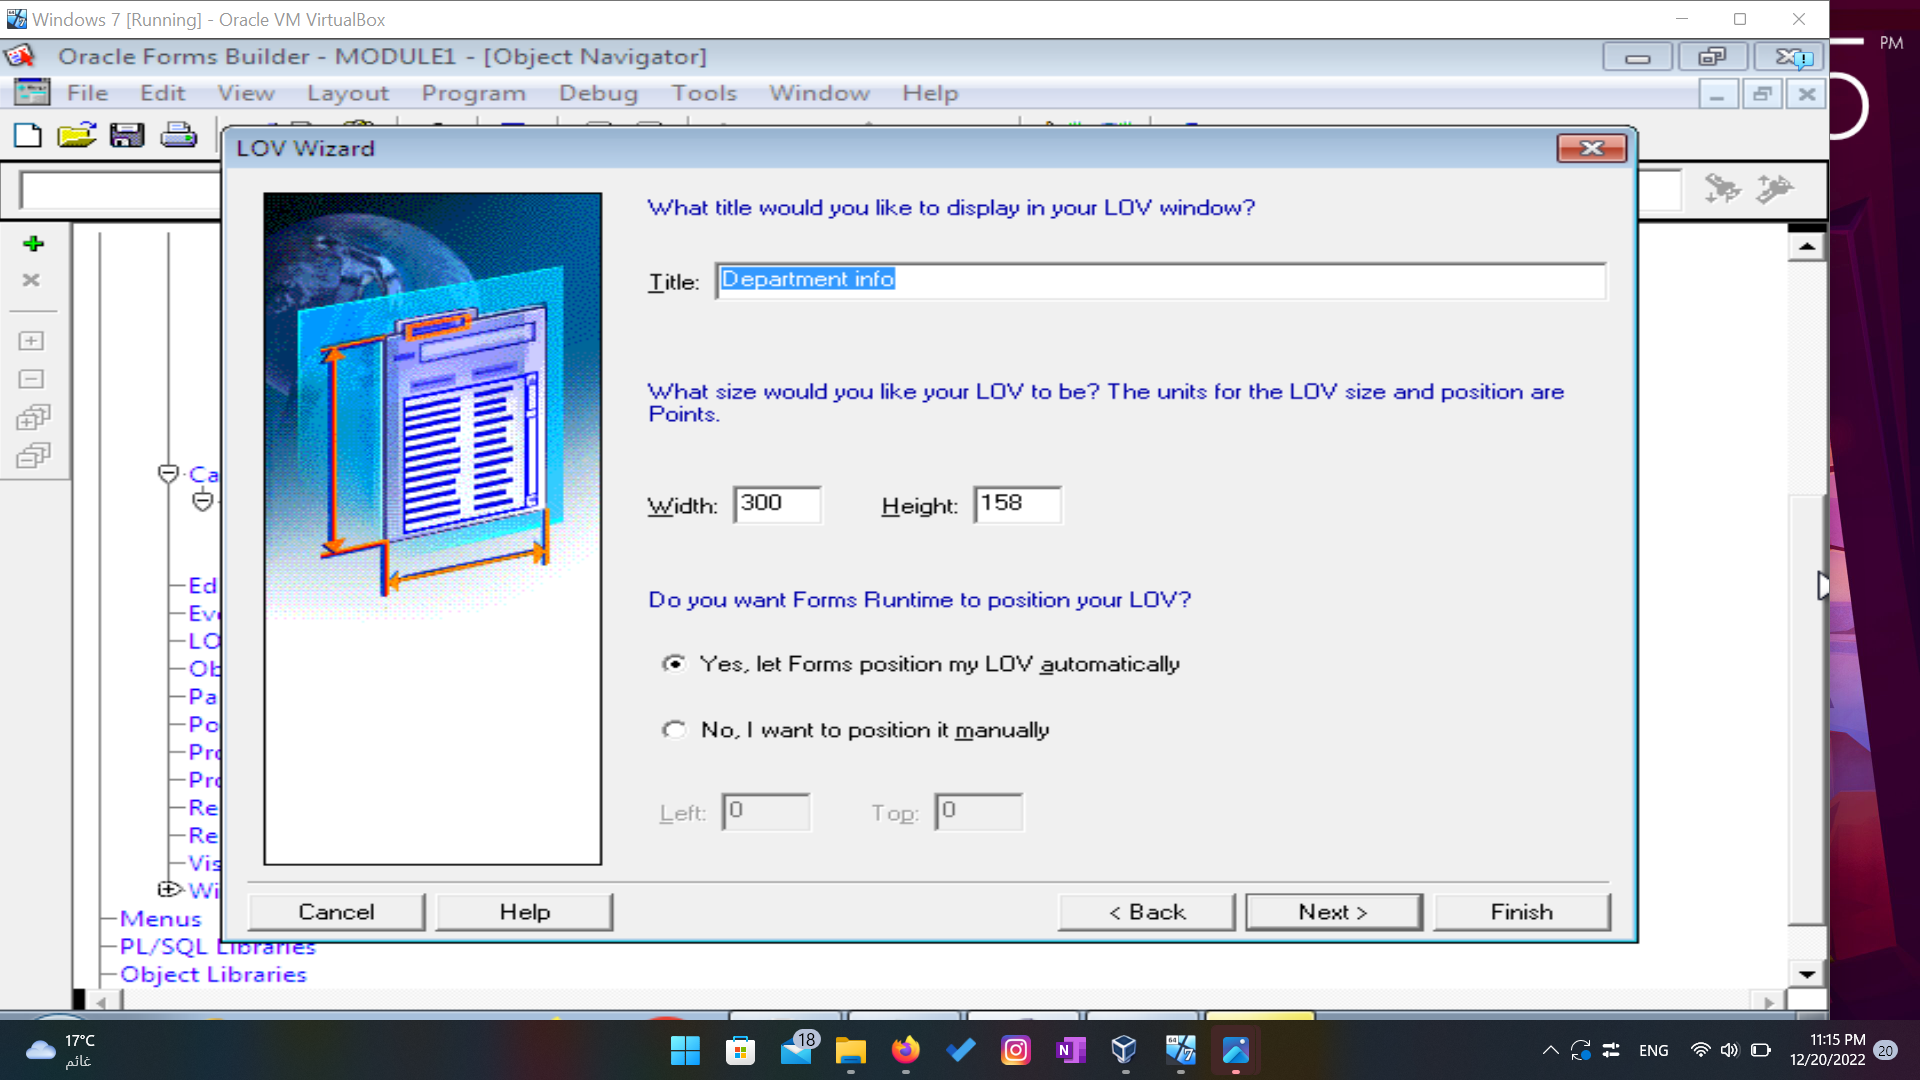 Windows 7 [Running] - Oracle VM VirtualBox
PM
Oracle Forms Builder - MODULE1 - [Object Navigator]
File Edit View Layout Program Debug Tools Window Help
LOV Wizard
What title would you like to display in your LOV window?
Title: Department info
What size would you like your LOV to be? The units for the LOV size and position are
Points.
Width: 300 Height: 158
Do you want Forms Runtime to position your LOV?
Yes, let Forms position my LOV automatically
No, I want to position it manually
Left: 0 Top: 0
Cancel Help < Back Next > Finish
Ca
Ed
Eve
LO
Ob
Pa
Po
Pro
Pro
Re
Re
Vis
Wi
Menus
PL/SQL Libraries
Object Libraries
17°C
غائم
18
64
7
ENG
11:15 PM
12/20/2022
20